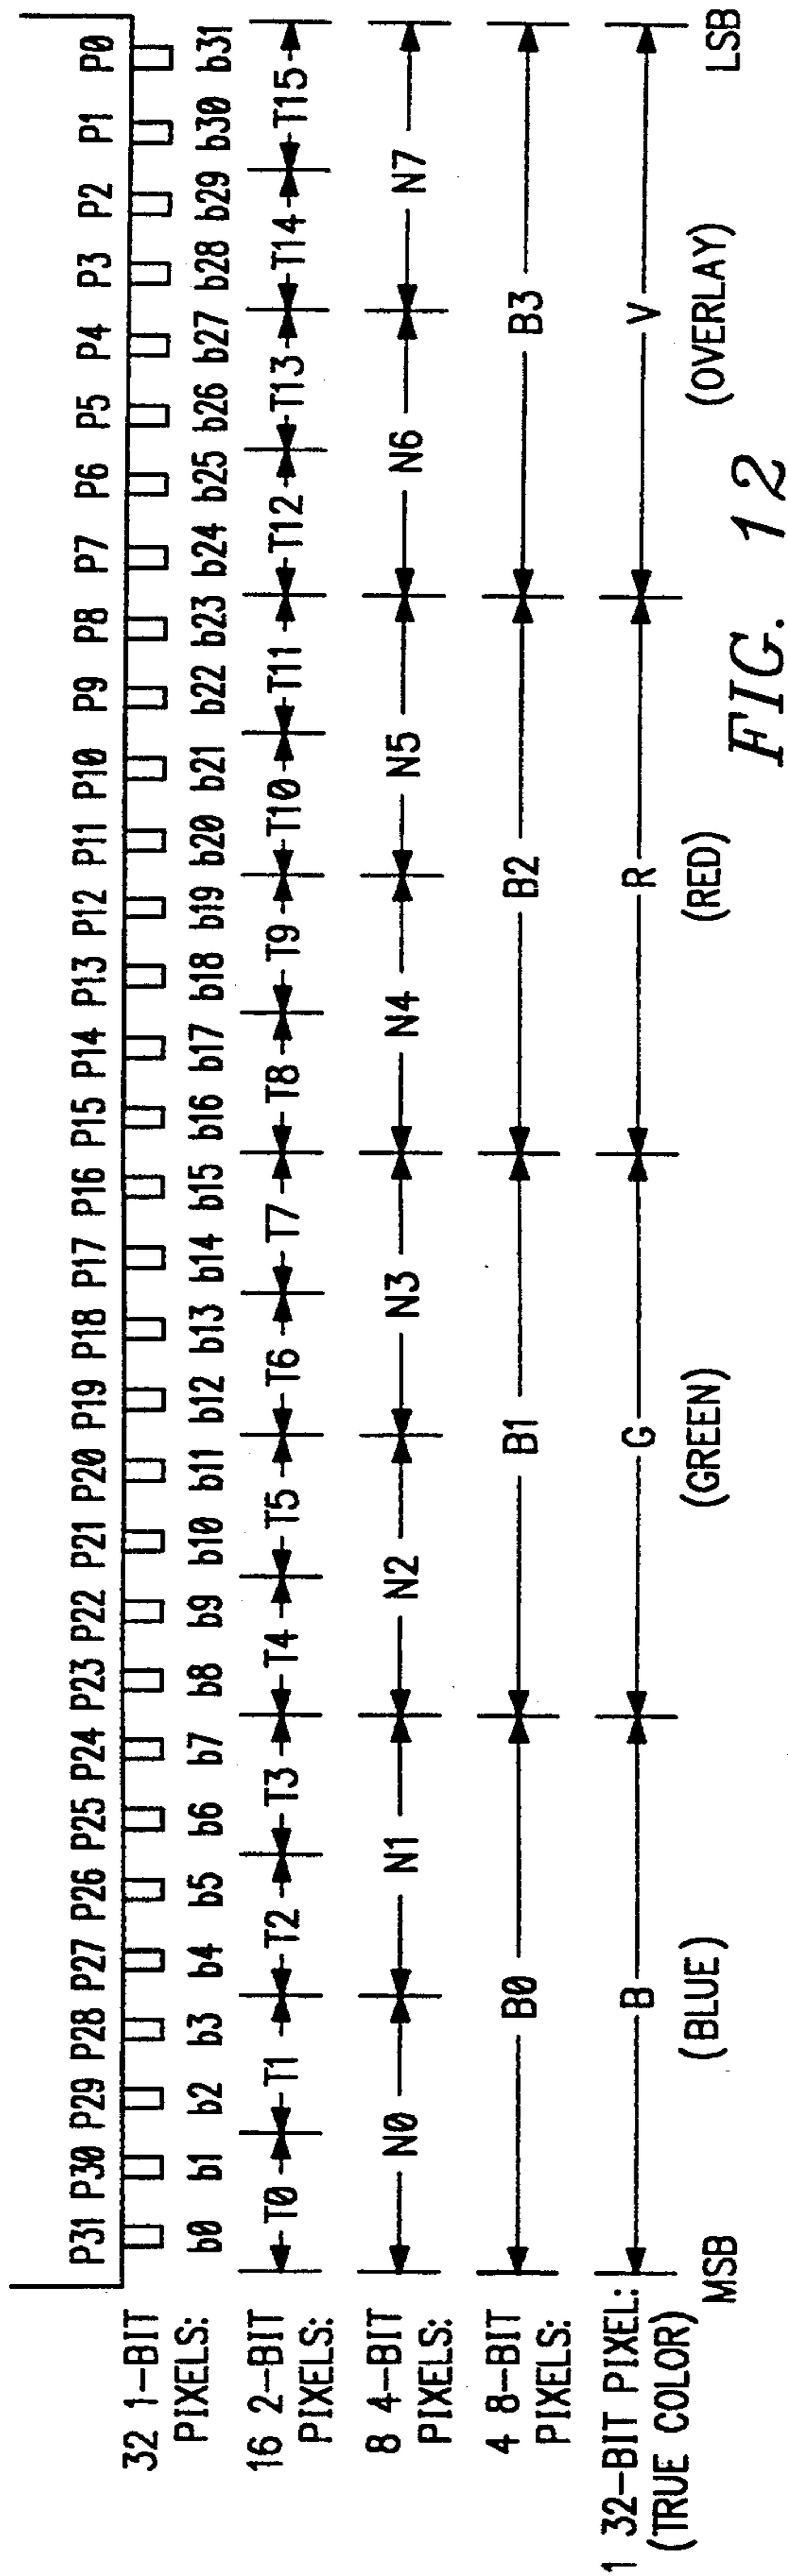 P31 P30 P29 P28 P27 P26 P25 P24 P23 P22 P21 P20 P19 P18 P17 P16 P15 P14 P13 P12 P11 P10 P9 P8 P7 P6 P5 P4 P3 P2 P1 P0
32 1-BIT
PIXELS:
b0 b1 b2 b3 b4 b5 b6 b7 b8 b9 b10 b11 b12 b13 b14 b15 b16 b17 b18 b19 b20 b21 b22 b23 b24 b25 b26 b27 b28 b29 b30 b31
16 2-BIT
PIXELS:
T0 T1 T2 T3 T4 T5 T6 T7 T8 T9 T10 T11 T12 T13 T14 T15
8 4-BIT
PIXELS:
N0 N1 N2 N3 N4 N5 N6 N7
4 8-BIT
PIXELS:
B0 B1 B2 B3
1 32-BIT PIXEL:
(TRUE COLOR)
B G R V
(BLUE) (GREEN) (RED) (OVERLAY)
MSB LSB
FIG. 12